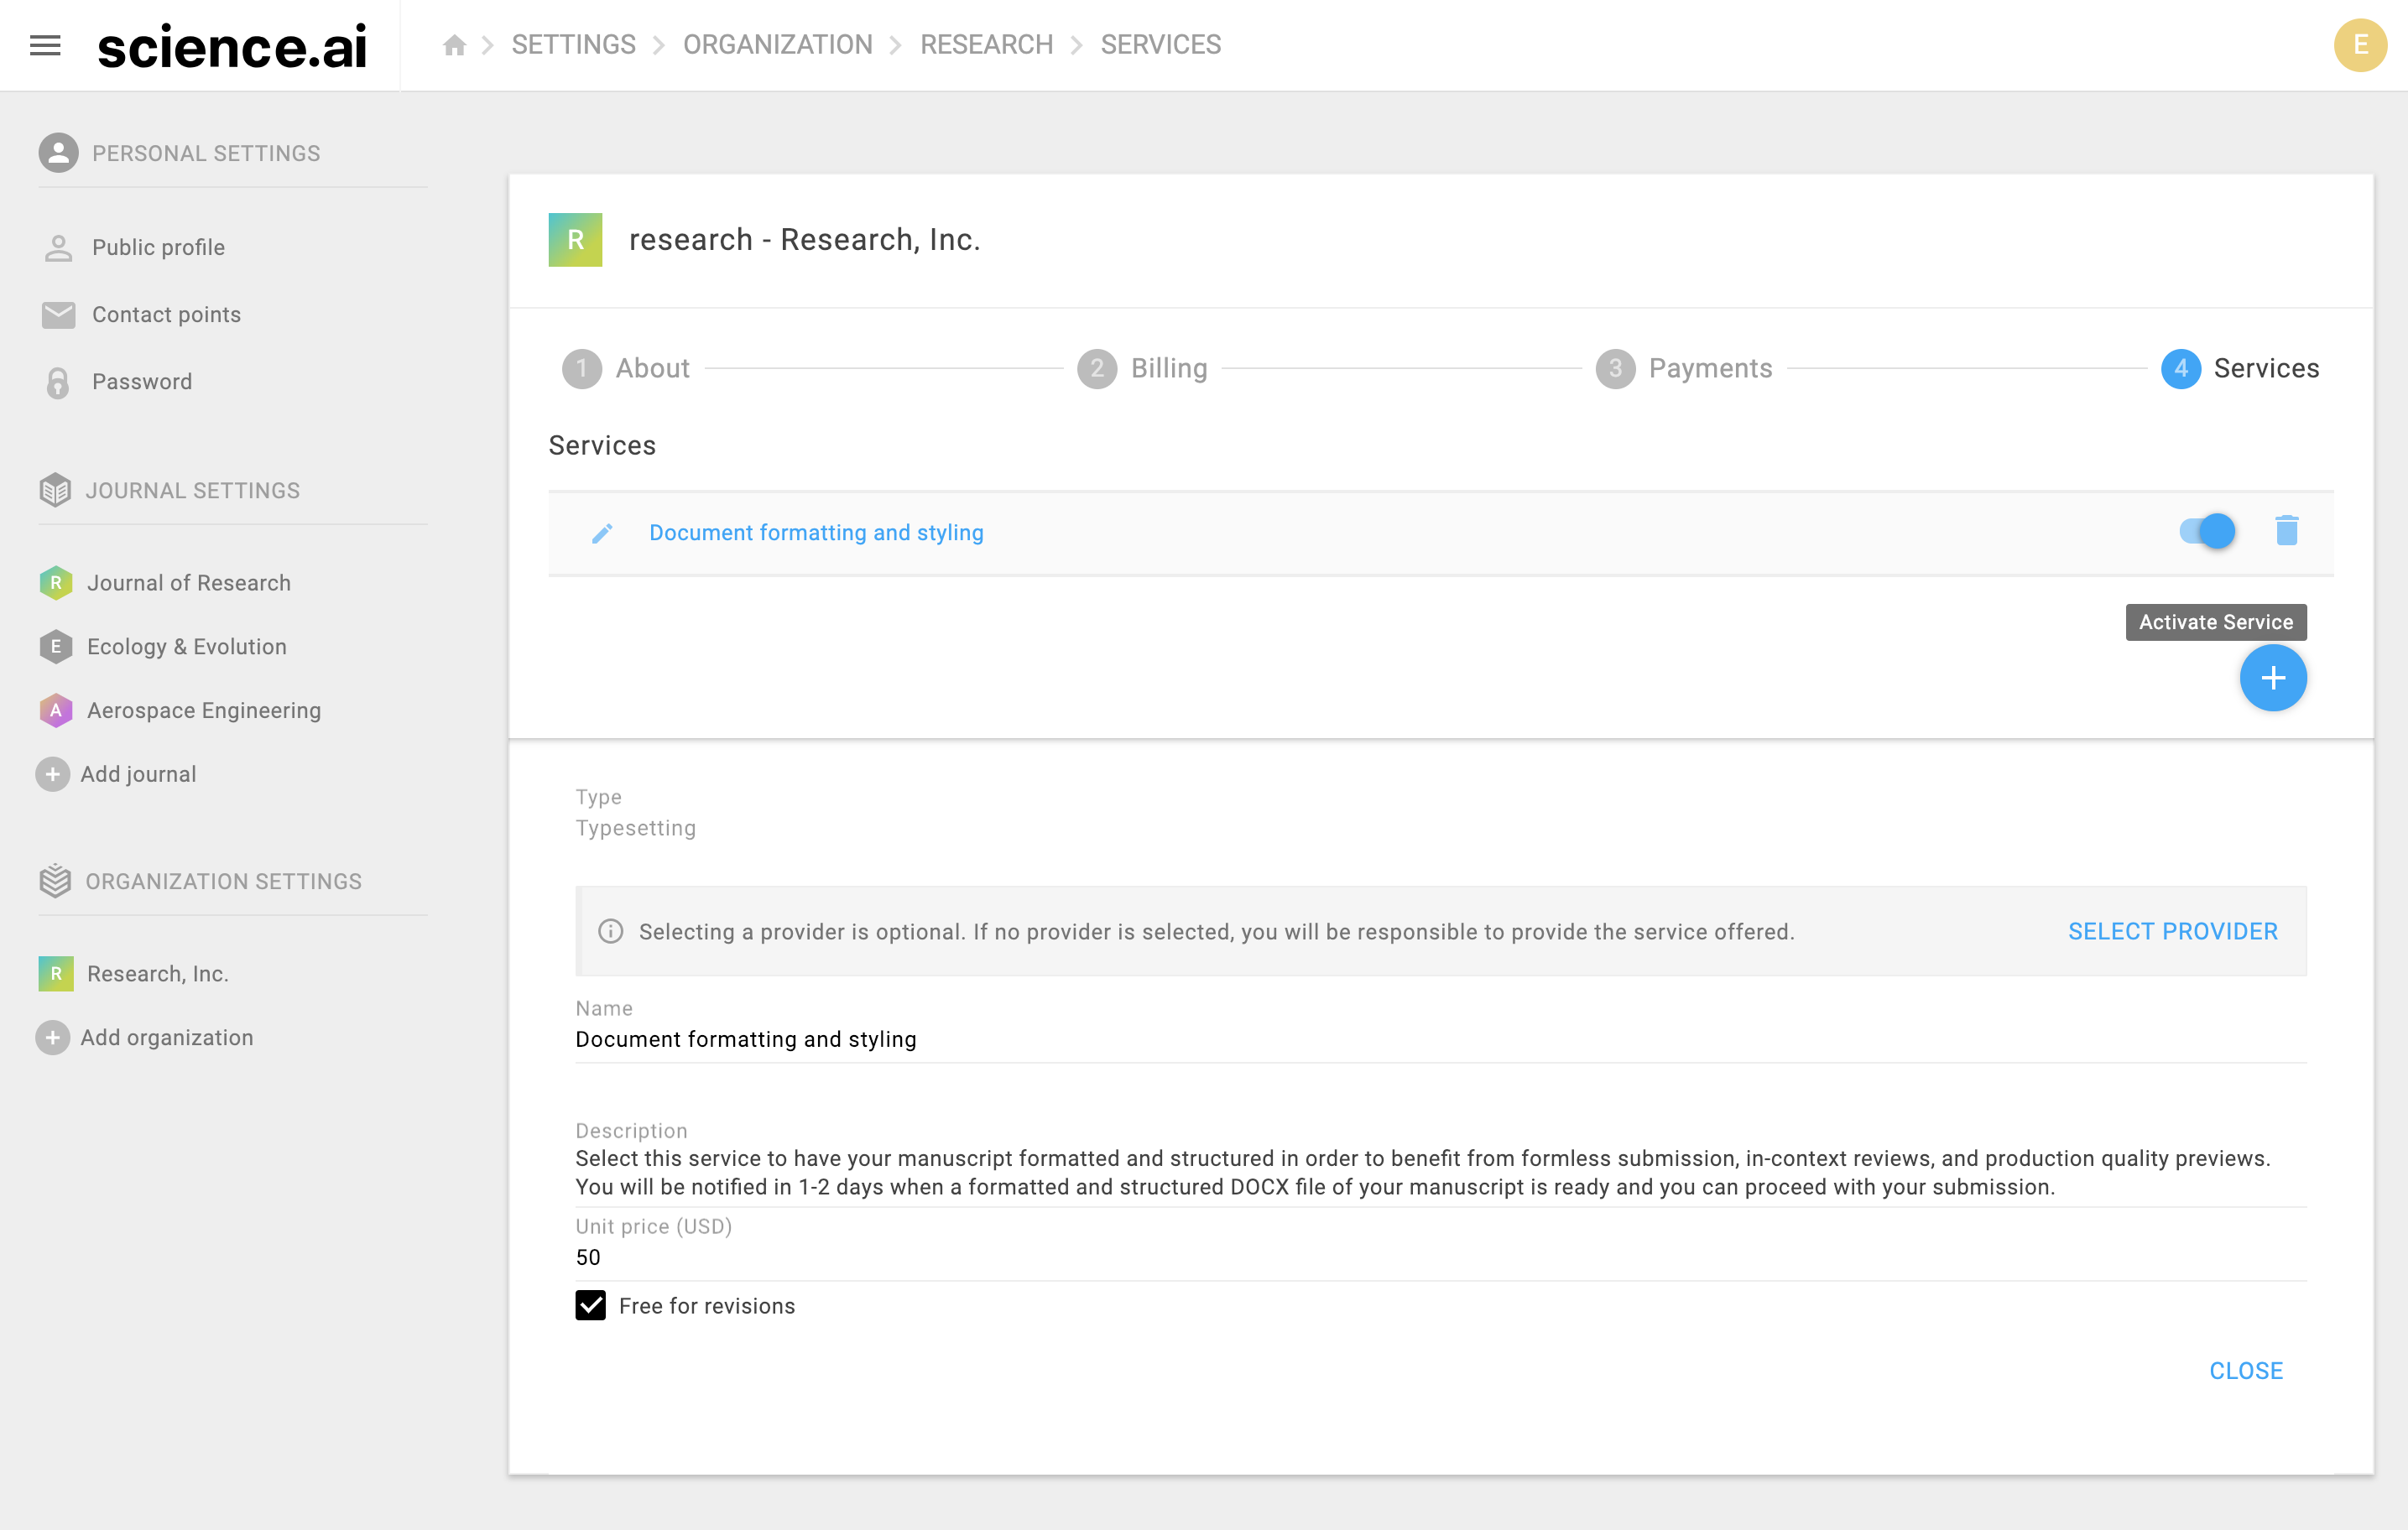 science.ai
SETTINGS > ORGANIZATION > RESEARCH > SERVICES
E
PERSONAL SETTINGS
Public profile
Contact points
Password
JOURNAL SETTINGS
R Journal of Research
E Ecology & Evolution
A Aerospace Engineering
+ Add journal
ORGANIZATION SETTINGS
R Research, Inc.
+ Add organization
R research - Research, Inc.
1 About
2 Billing
3 Payments
4 Services
Services
Document formatting and styling
Activate Service
+
Type
Typesetting
Selecting a provider is optional. If no provider is selected, you will be responsible to provide the service offered. SELECT PROVIDER
Name
Document formatting and styling
Description
Select this service to have your manuscript formatted and structured in order to benefit from formless submission, in-context reviews, and production quality previews.
You will be notified in 1-2 days when a formatted and structured DOCX file of your manuscript is ready and you can proceed with your submission.
Unit price (USD)
50
Free for revisions
CLOSE